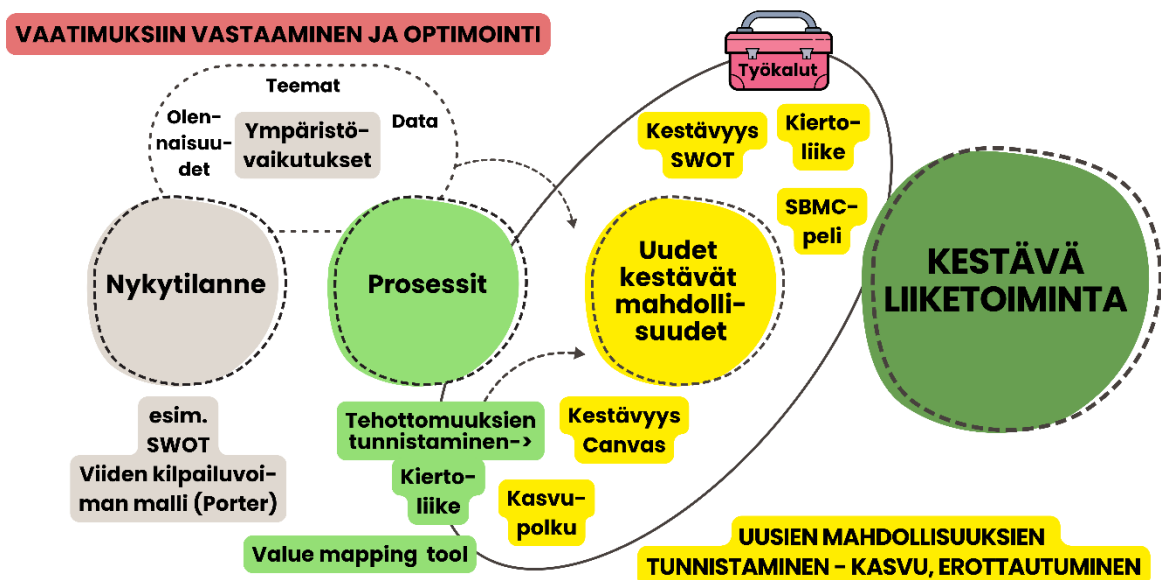 VAATIMUKSIIN VASTAAMINEN JA OPTIMOINTI
Työkalut
Teemat
Olen-
naisuu-
det
Ympäristö-
vaikutukset
Data
Kestävyys
SWOT
Kierto-
liike
SBMC-
peli
Nykytilanne
Prosessit
Uudet
kestävät
mahdolli-
suudet
KESTÄVÄ
LIIKETOIMINTA
esim.
SWOT
Viiden kilpailuvoi-
man malli (Porter)
Tehottomuuksien
tunnistaminen->
Kierto-
liike
Value mapping tool
Kestävyys
Canvas
Kasvu-
polku
UUSIEN MAHDOLLISUUKSIEN
TUNNISTAMINEN - KASVU, EROTTAUTUMINEN